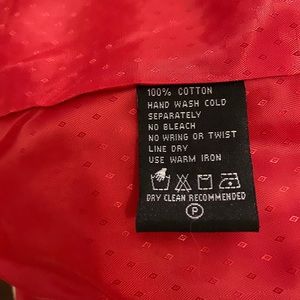 100% COTTON
HAND WASH COLD
SEPARATELY
NO BLEACH
NO WRING OR TWIST
LINE DRY
USE WARM IRON
DRY CLEAN RECOMMENDED
P